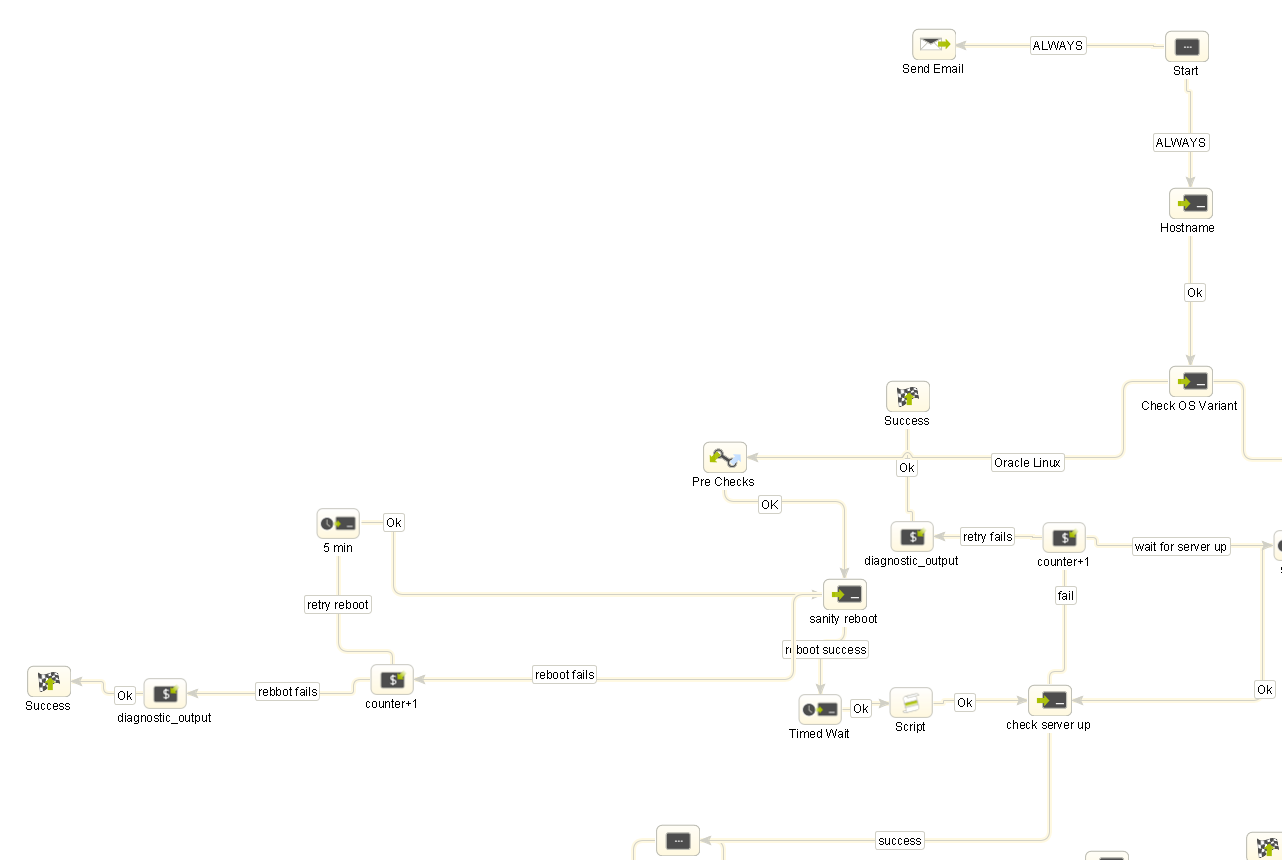 ALWAYS
Send Email
Start
ALWAYS
Hostname
Ok
Check OS Variant
Success
Oracle Linux
Ok
Pre Checks
OK
Ok
5 min
diagnostic_output
retry fails
counter+1
wait for server up
fail
retry reboot
sanity reboot
reboot success
reboot fails
rebbot fails
Ok
Success
diagnostic_output
counter+1
Ok
Timed Wait
Ok
Script
Ok
check server up
success